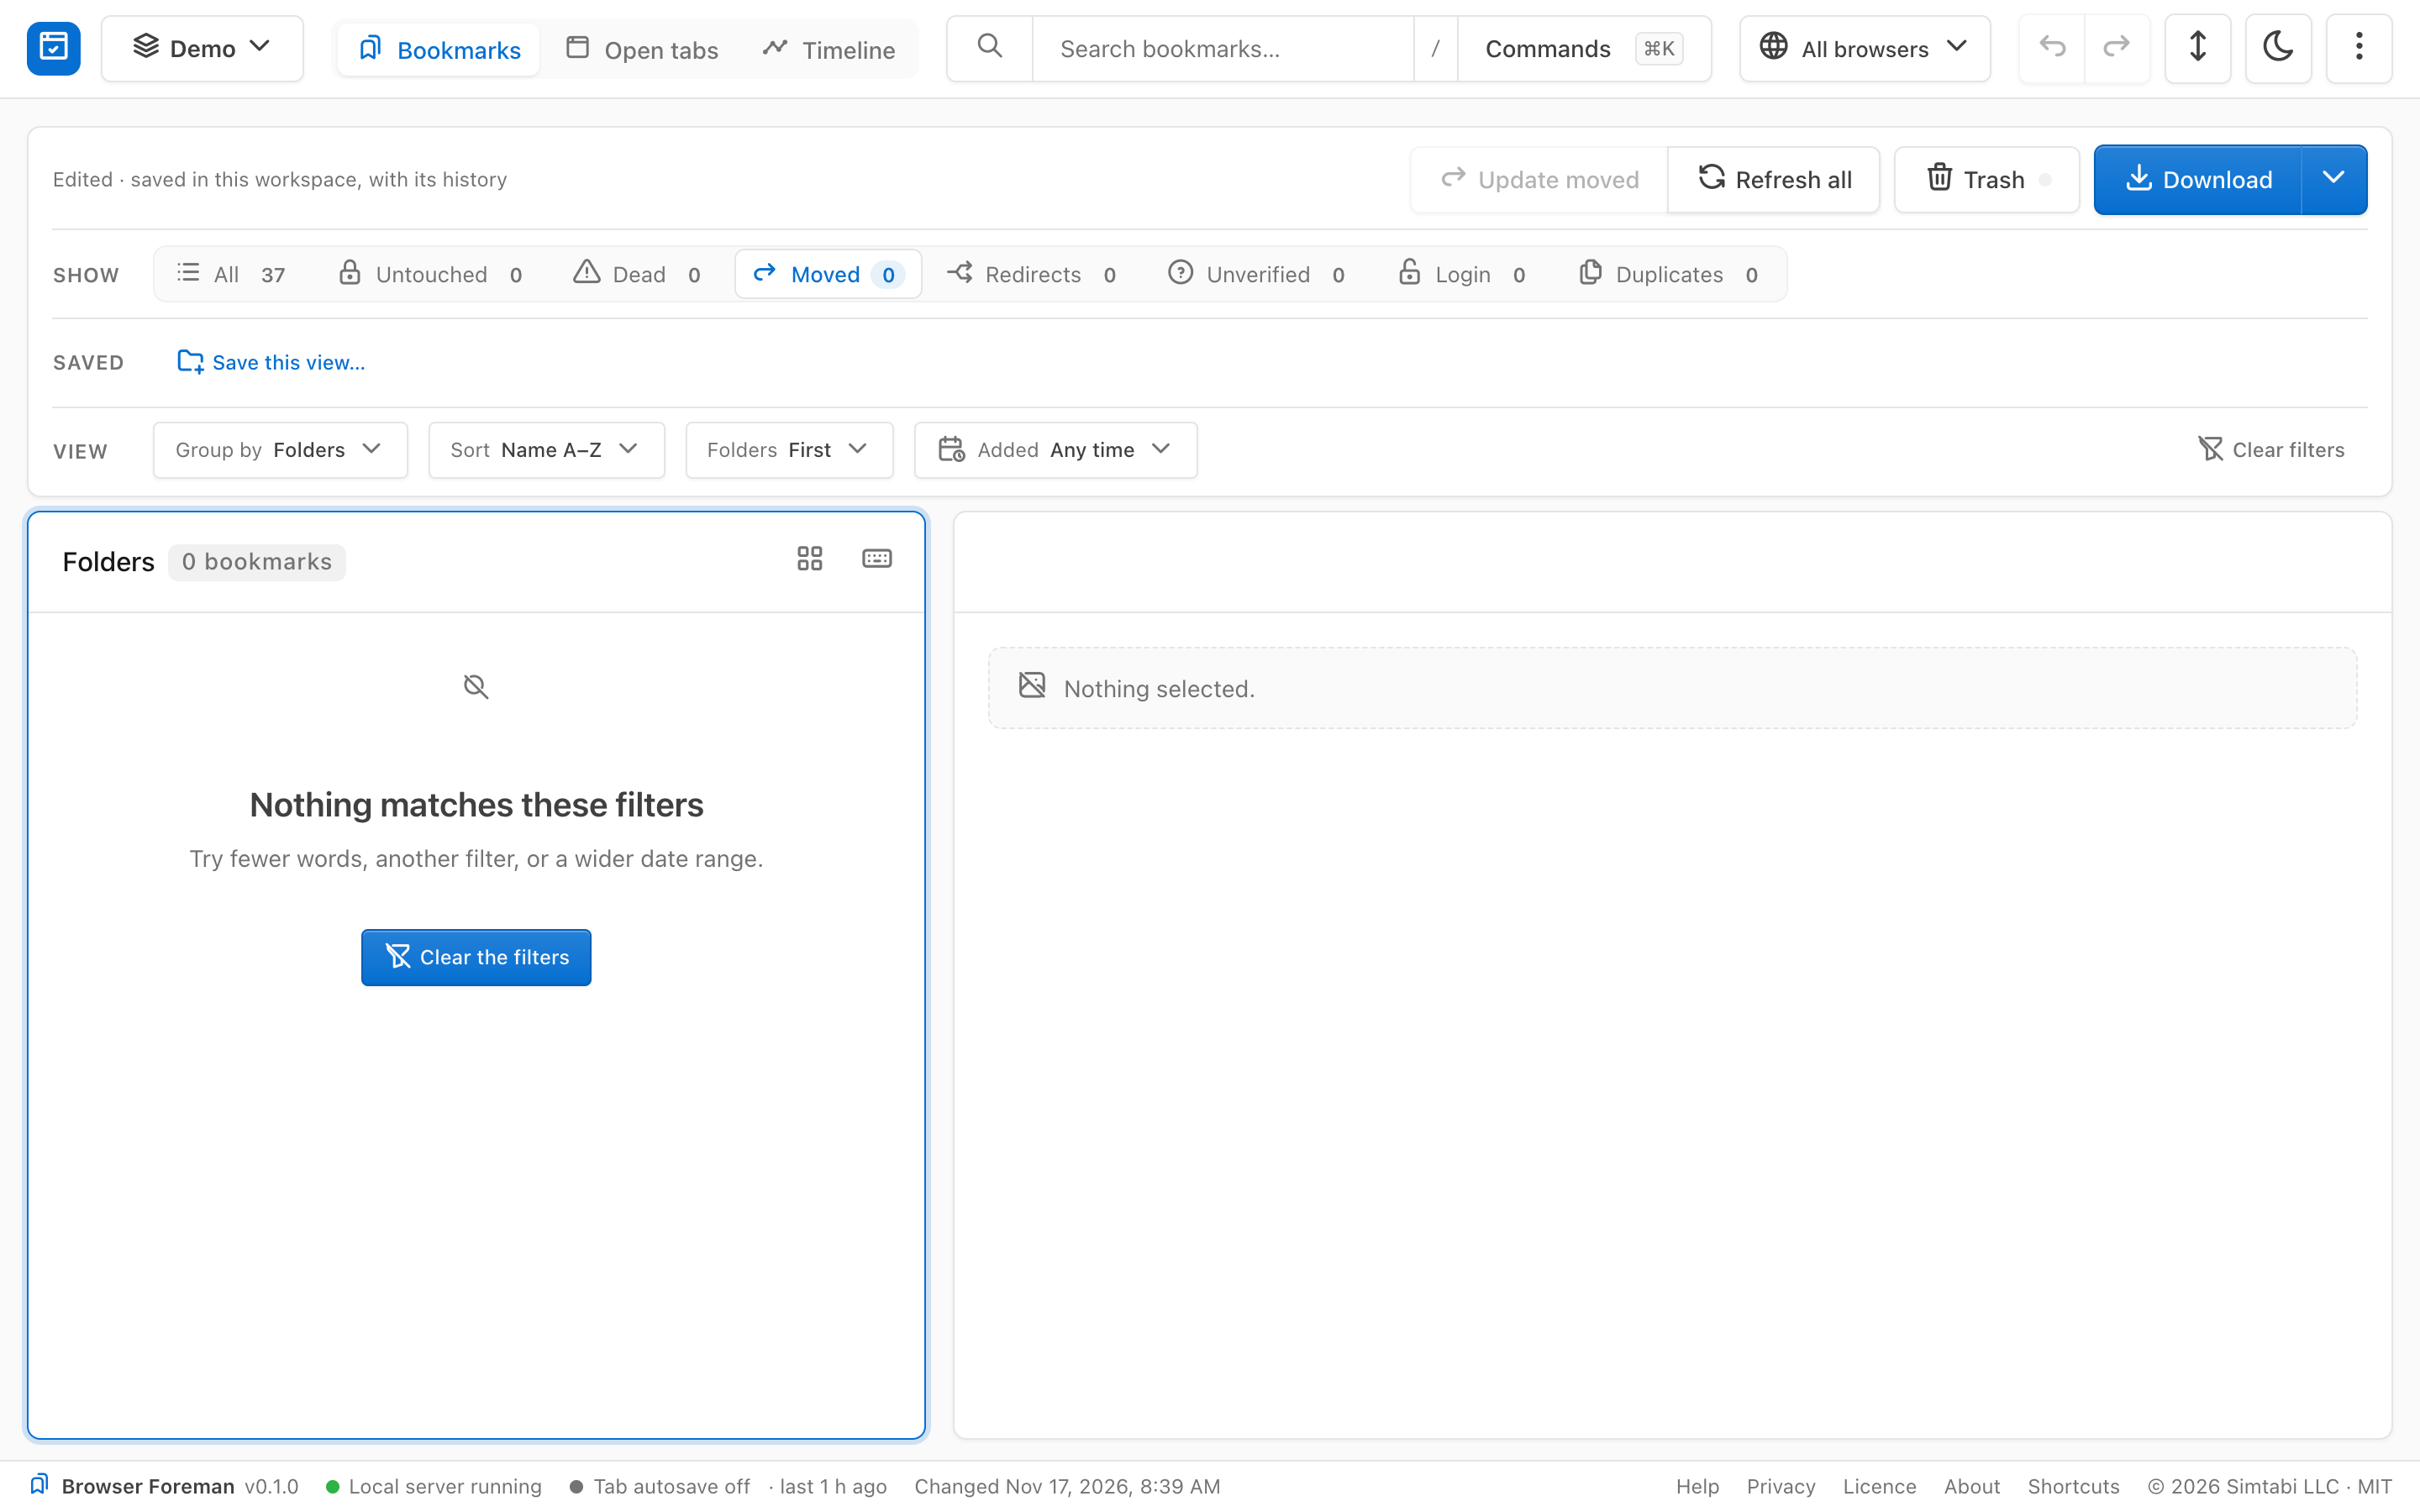 Demo
Bookmarks
Open tabs
Timeline
Search bookmarks...
/
Commands ⌘K
All browsers
Edited · saved in this workspace, with its history
Update moved
Refresh all
Trash
Download
SHOW
All 37
Untouched 0
Dead 0
Moved 0
Redirects 0
Unverified 0
Login 0
Duplicates 0
SAVED
Save this view...
VIEW
Group by Folders
Sort Name A–Z
Folders First
Added Any time
Clear filters
Folders 0 bookmarks
Nothing matches these filters
Try fewer words, another filter, or a wider date range.
Clear the filters
Nothing selected.
Browser Foreman v0.1.0
Local server running
Tab autosave off · last 1 h ago
Changed Nov 17, 2026, 8:39 AM
Help
Privacy
Licence
About
Shortcuts
© 2026 Simtabi LLC · MIT